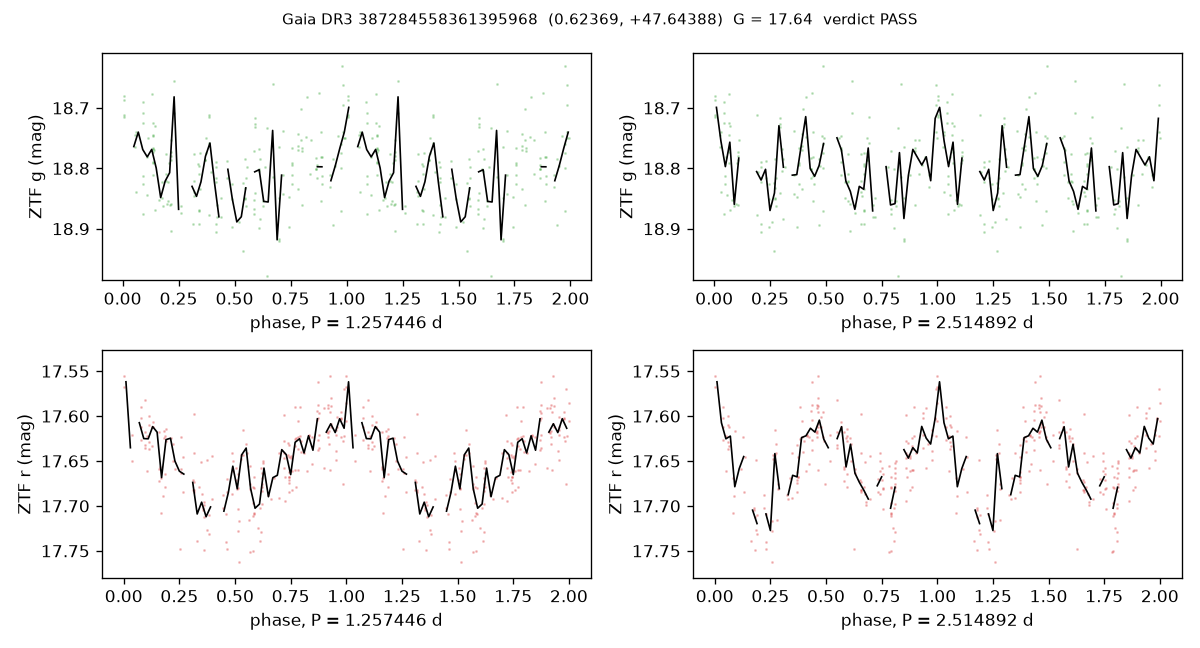 Gaia DR3 387284558361395968 (0.62369, +47.64388) G = 17.64 verdict PASS
ZTF g (mag)
18.7
18.8
18.9
0.00 0.25 0.50 0.75 1.00 1.25 1.50 1.75 2.00
phase, P = 1.257446 d
ZTF g (mag)
18.7
18.8
18.9
0.00 0.25 0.50 0.75 1.00 1.25 1.50 1.75 2.00
phase, P = 2.514892 d
ZTF r (mag)
17.55
17.60
17.65
17.70
17.75
0.00 0.25 0.50 0.75 1.00 1.25 1.50 1.75 2.00
phase, P = 1.257446 d
ZTF r (mag)
17.55
17.60
17.65
17.70
17.75
0.00 0.25 0.50 0.75 1.00 1.25 1.50 1.75 2.00
phase, P = 2.514892 d